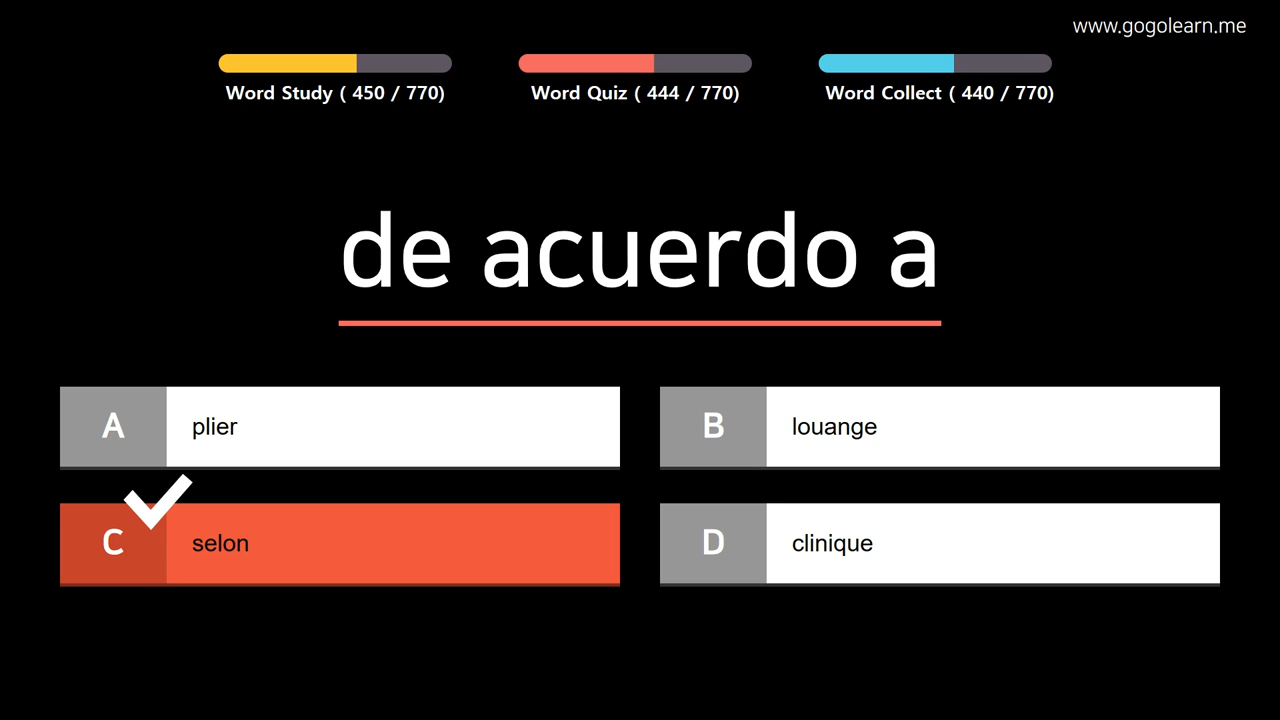 www.gogolearn.me
Word Study ( 450 / 770)
Word Quiz ( 444 / 770)
Word Collect ( 440 / 770)
de acuerdo a
A plier
B louange
C selon
D clinique